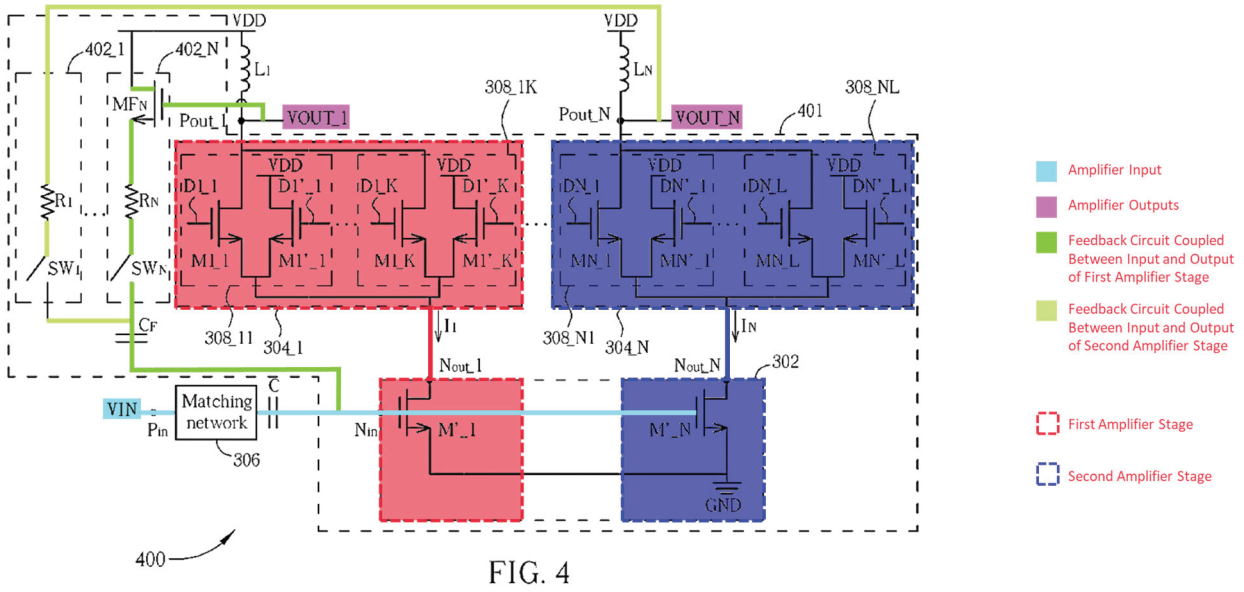 VDD
VDD
402_1
402_N
L1
LN
308_1K
308_NL
MFN
Pout_1
VOUT_1
Pout_N
VOUT_N
401
VDD
VDD
VDD
VDD
D1_1
D1'_1
D1_K
D1'_K
DN_1
DN'_1
DN_L
DN'_L
R1
RN
M1_1
M1'_1
M1_K
M1'_K
MN_1
MN'_1
MN_L
MN'_L
SW1
SWN
CF
308_11
304_1
I1
308_N1
304_N
IN
Nout_1
Nout_N
302
VIN
Pin
Matching
network
C
Nin
M'_1
M'_N
306
GND
400
FIG. 4
Amplifier Input
Amplifier Outputs
Feedback Circuit Coupled
Between Input and Output
of First Amplifier Stage
Feedback Circuit Coupled
Between Input and Output
of Second Amplifier Stage
First Amplifier Stage
Second Amplifier Stage